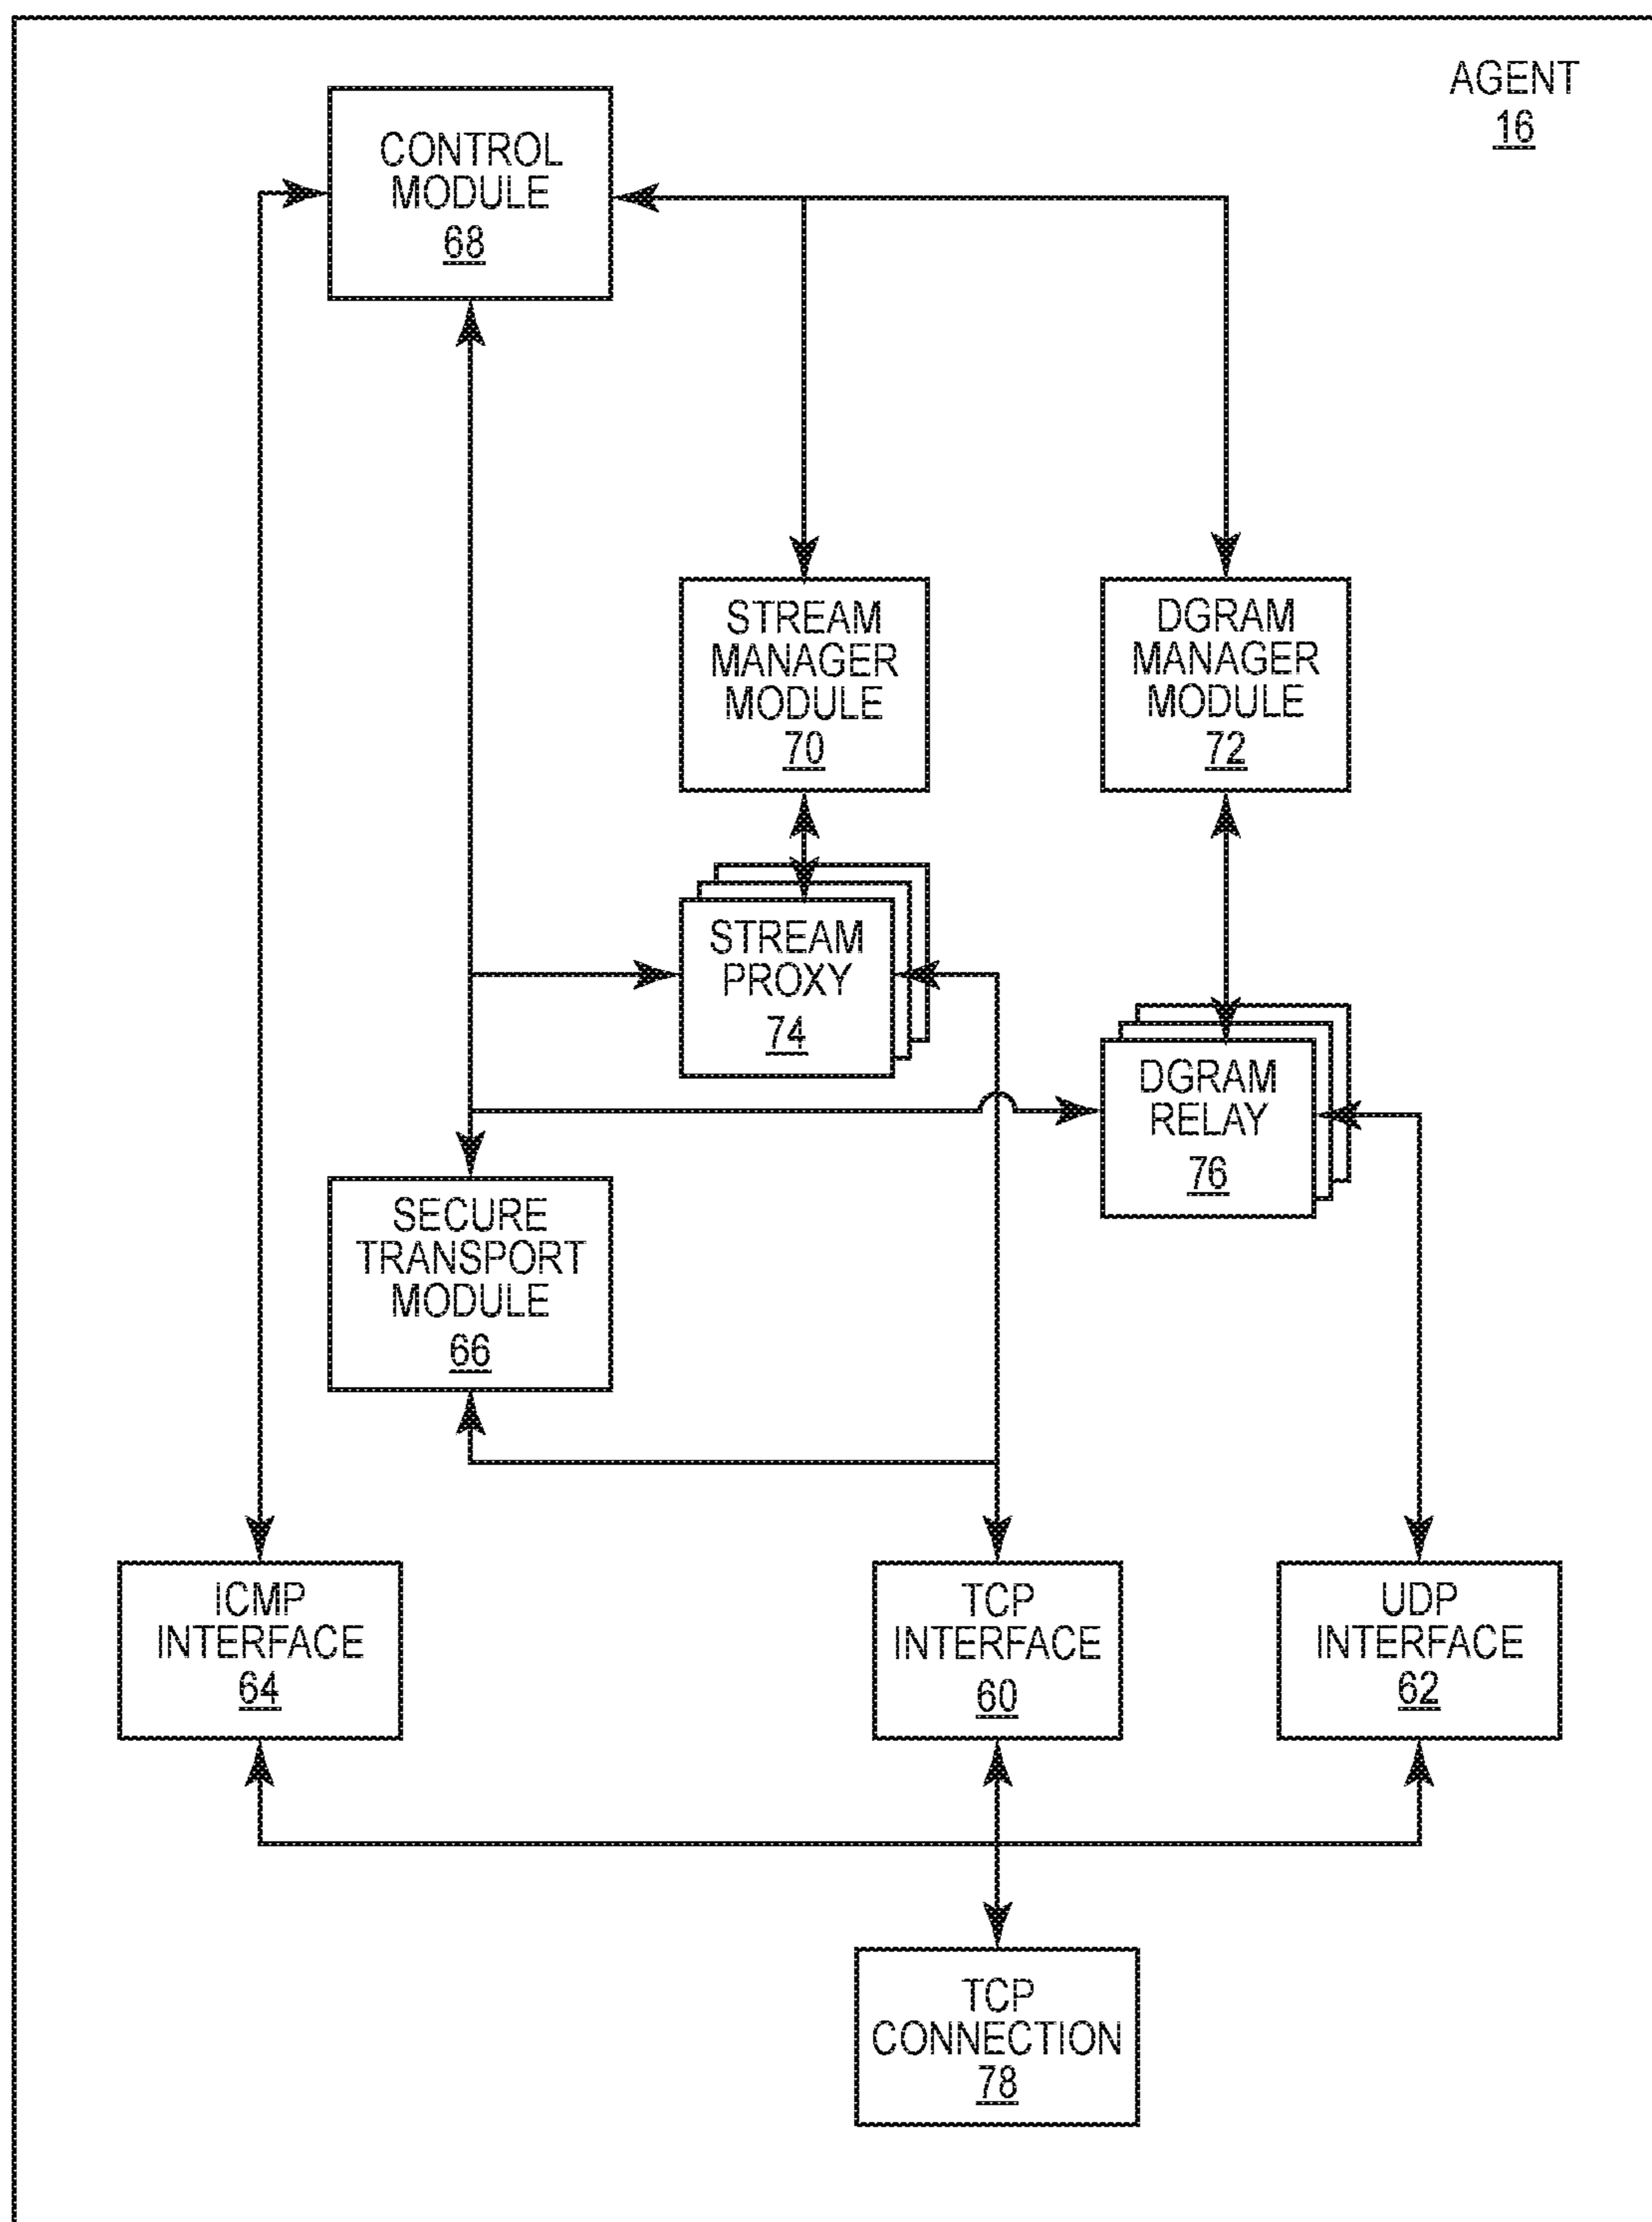 AGENT
16
CONTROL
MODULE
68
STREAM
MANAGER
MODULE
70
DGRAM
MANAGER
MODULE
72
STREAM
PROXY
74
DGRAM
RELAY
76
SECURE
TRANSPORT
MODULE
66
ICMP
INTERFACE
64
TCP
INTERFACE
60
UDP
INTERFACE
62
TCP
CONNECTION
78